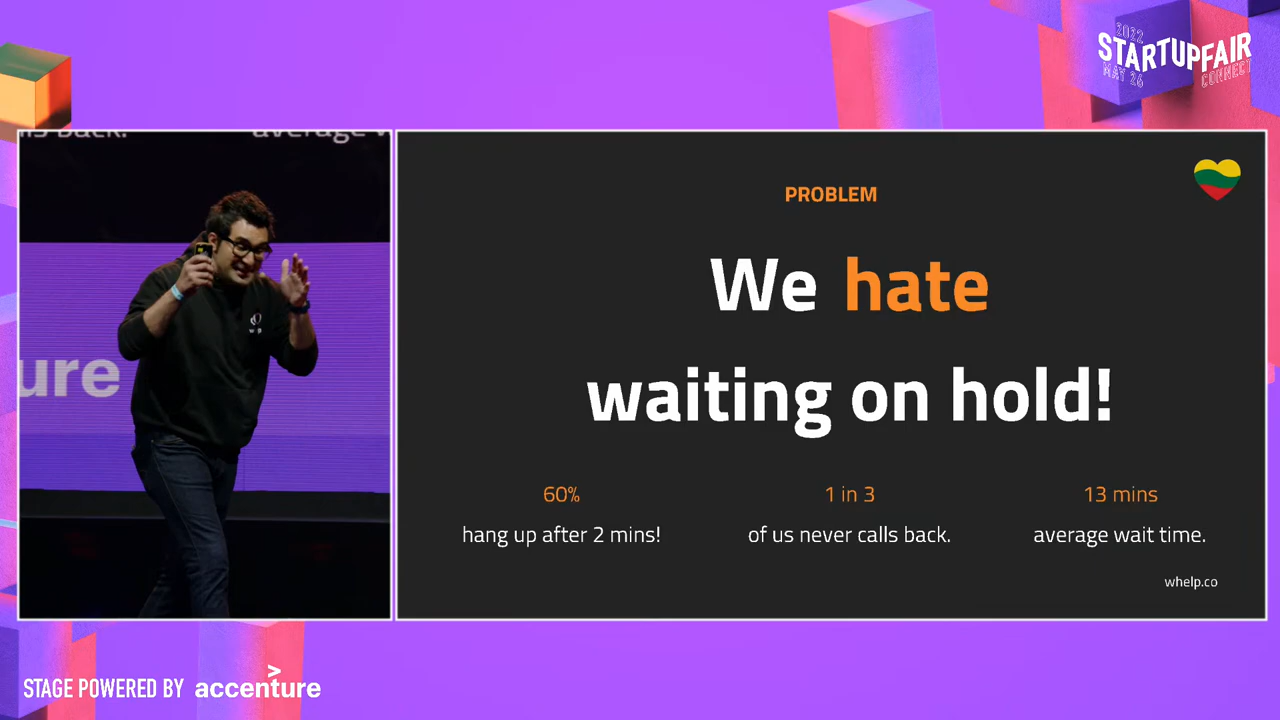 2022
STARTUPFAIR
MAY 26
CONNECT
average
ure
PROBLEM
We hate
waiting on hold!
60%
hang up after 2 mins!
1 in 3
of us never calls back.
13 mins
average wait time.
whelp.co
STAGE POWERED BY accenture